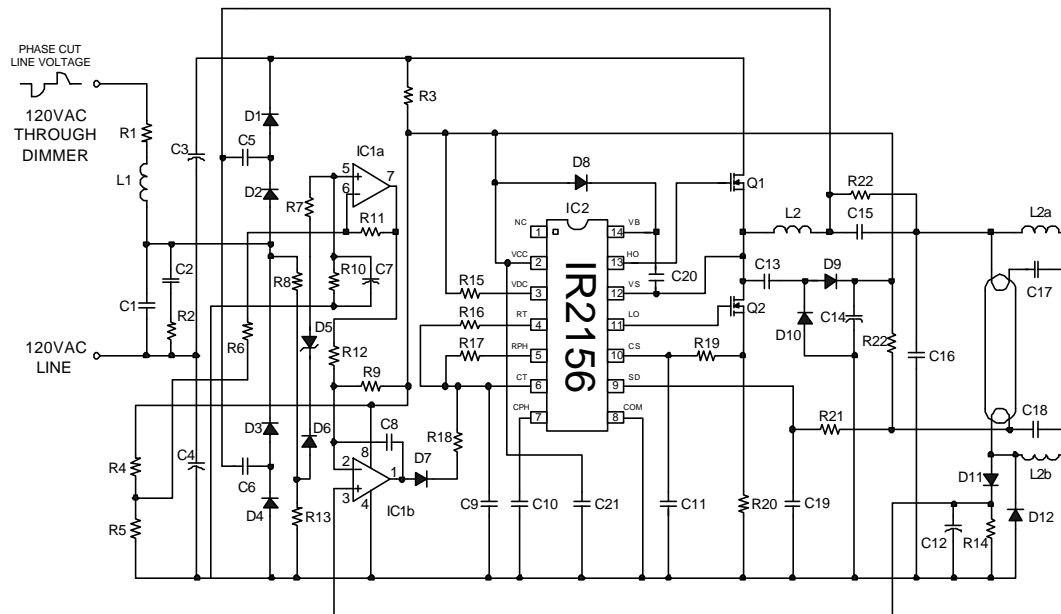 PHASE CUT
LINE VOLTAGE
120VAC
THROUGH
DIMMER
R1
L1
C3
D1
C5
D2
R3
IC1a
5
6
7
R7
R11
D8
IC2
IR2156
NC
1
VCC
2
VDC
3
RT
4
RPH
5
CT
6
CPH
7
VB
14
HO
13
VS
12
LO
11
CS
10
SD
9
COM
8
Q1
R22
L2
C15
L2a
C2
C1
R2
R8
R10
C7
R15
R16
R17
C20
C13
D9
Q2
D10
C14
R22
C17
120VAC
LINE
R6
D5
R12
R9
R19
C16
D3
D6
C8
R18
R21
C18
R4
C4
C6
D4
8
2
3
1
4
D7
IC1b
L2b
D11
R5
R13
C9
C10
C21
C11
R20
C19
C12
R14
D12